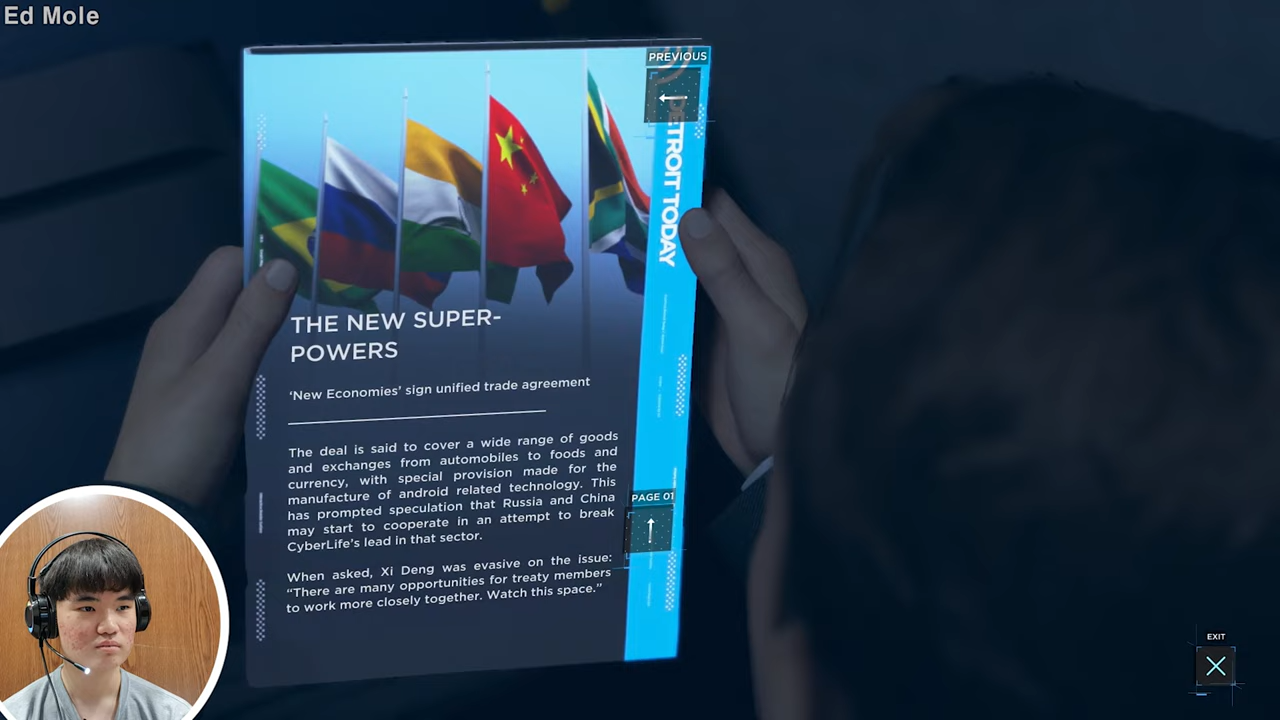 Ed Mole
PREVIOUS
DETROIT TODAY
THE NEW SUPER-
POWERS
‘New Economies’ sign unified trade agreement
The deal is said to cover a wide range of goods
and exchanges from automobiles to foods and
currency, with special provision made for the
manufacture of android related technology. This
has prompted speculation that Russia and China
may start to cooperate in an attempt to break
CyberLife’s lead in that sector.
When asked, Xi Deng was evasive on the issue:
“There are many opportunities for treaty members
to work more closely together. Watch this space.”
PAGE 01
EXIT